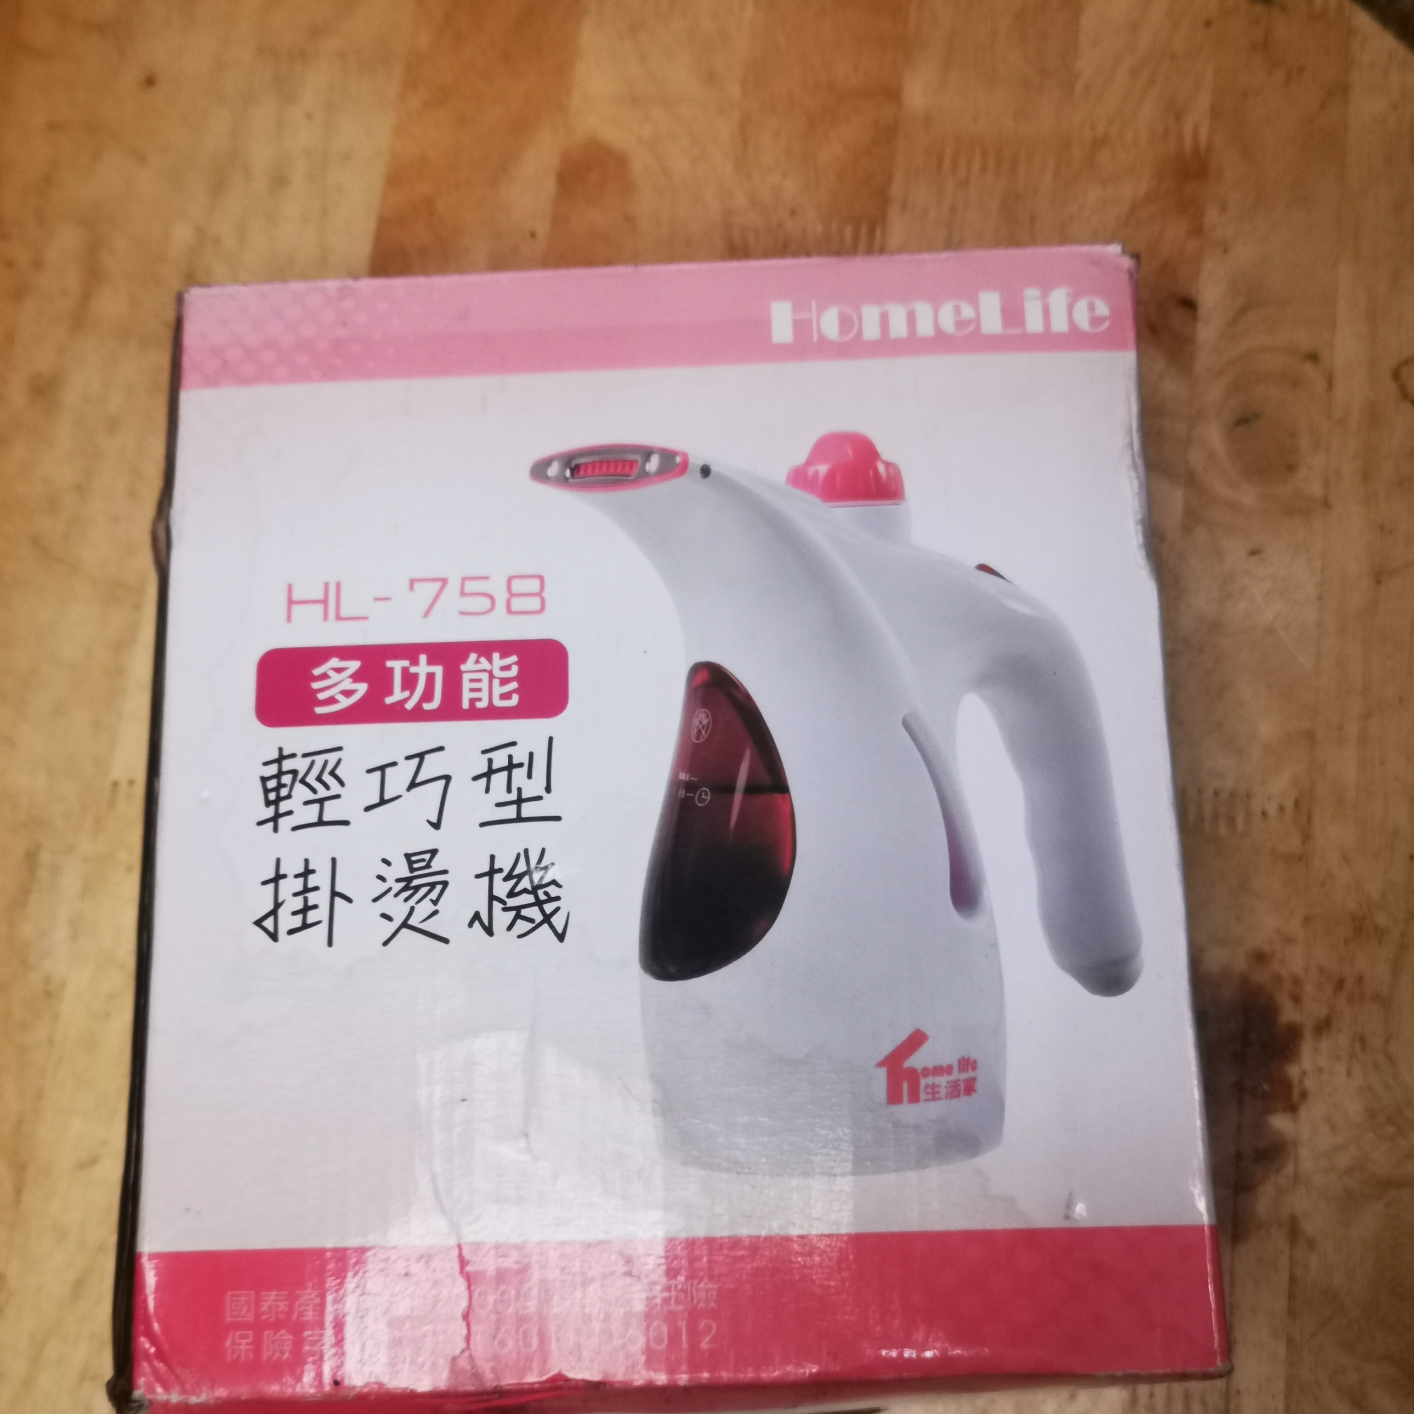 HomeLife
HL-758
多功能
輕巧型
掛燙機
home life
生活家
國泰產
保險